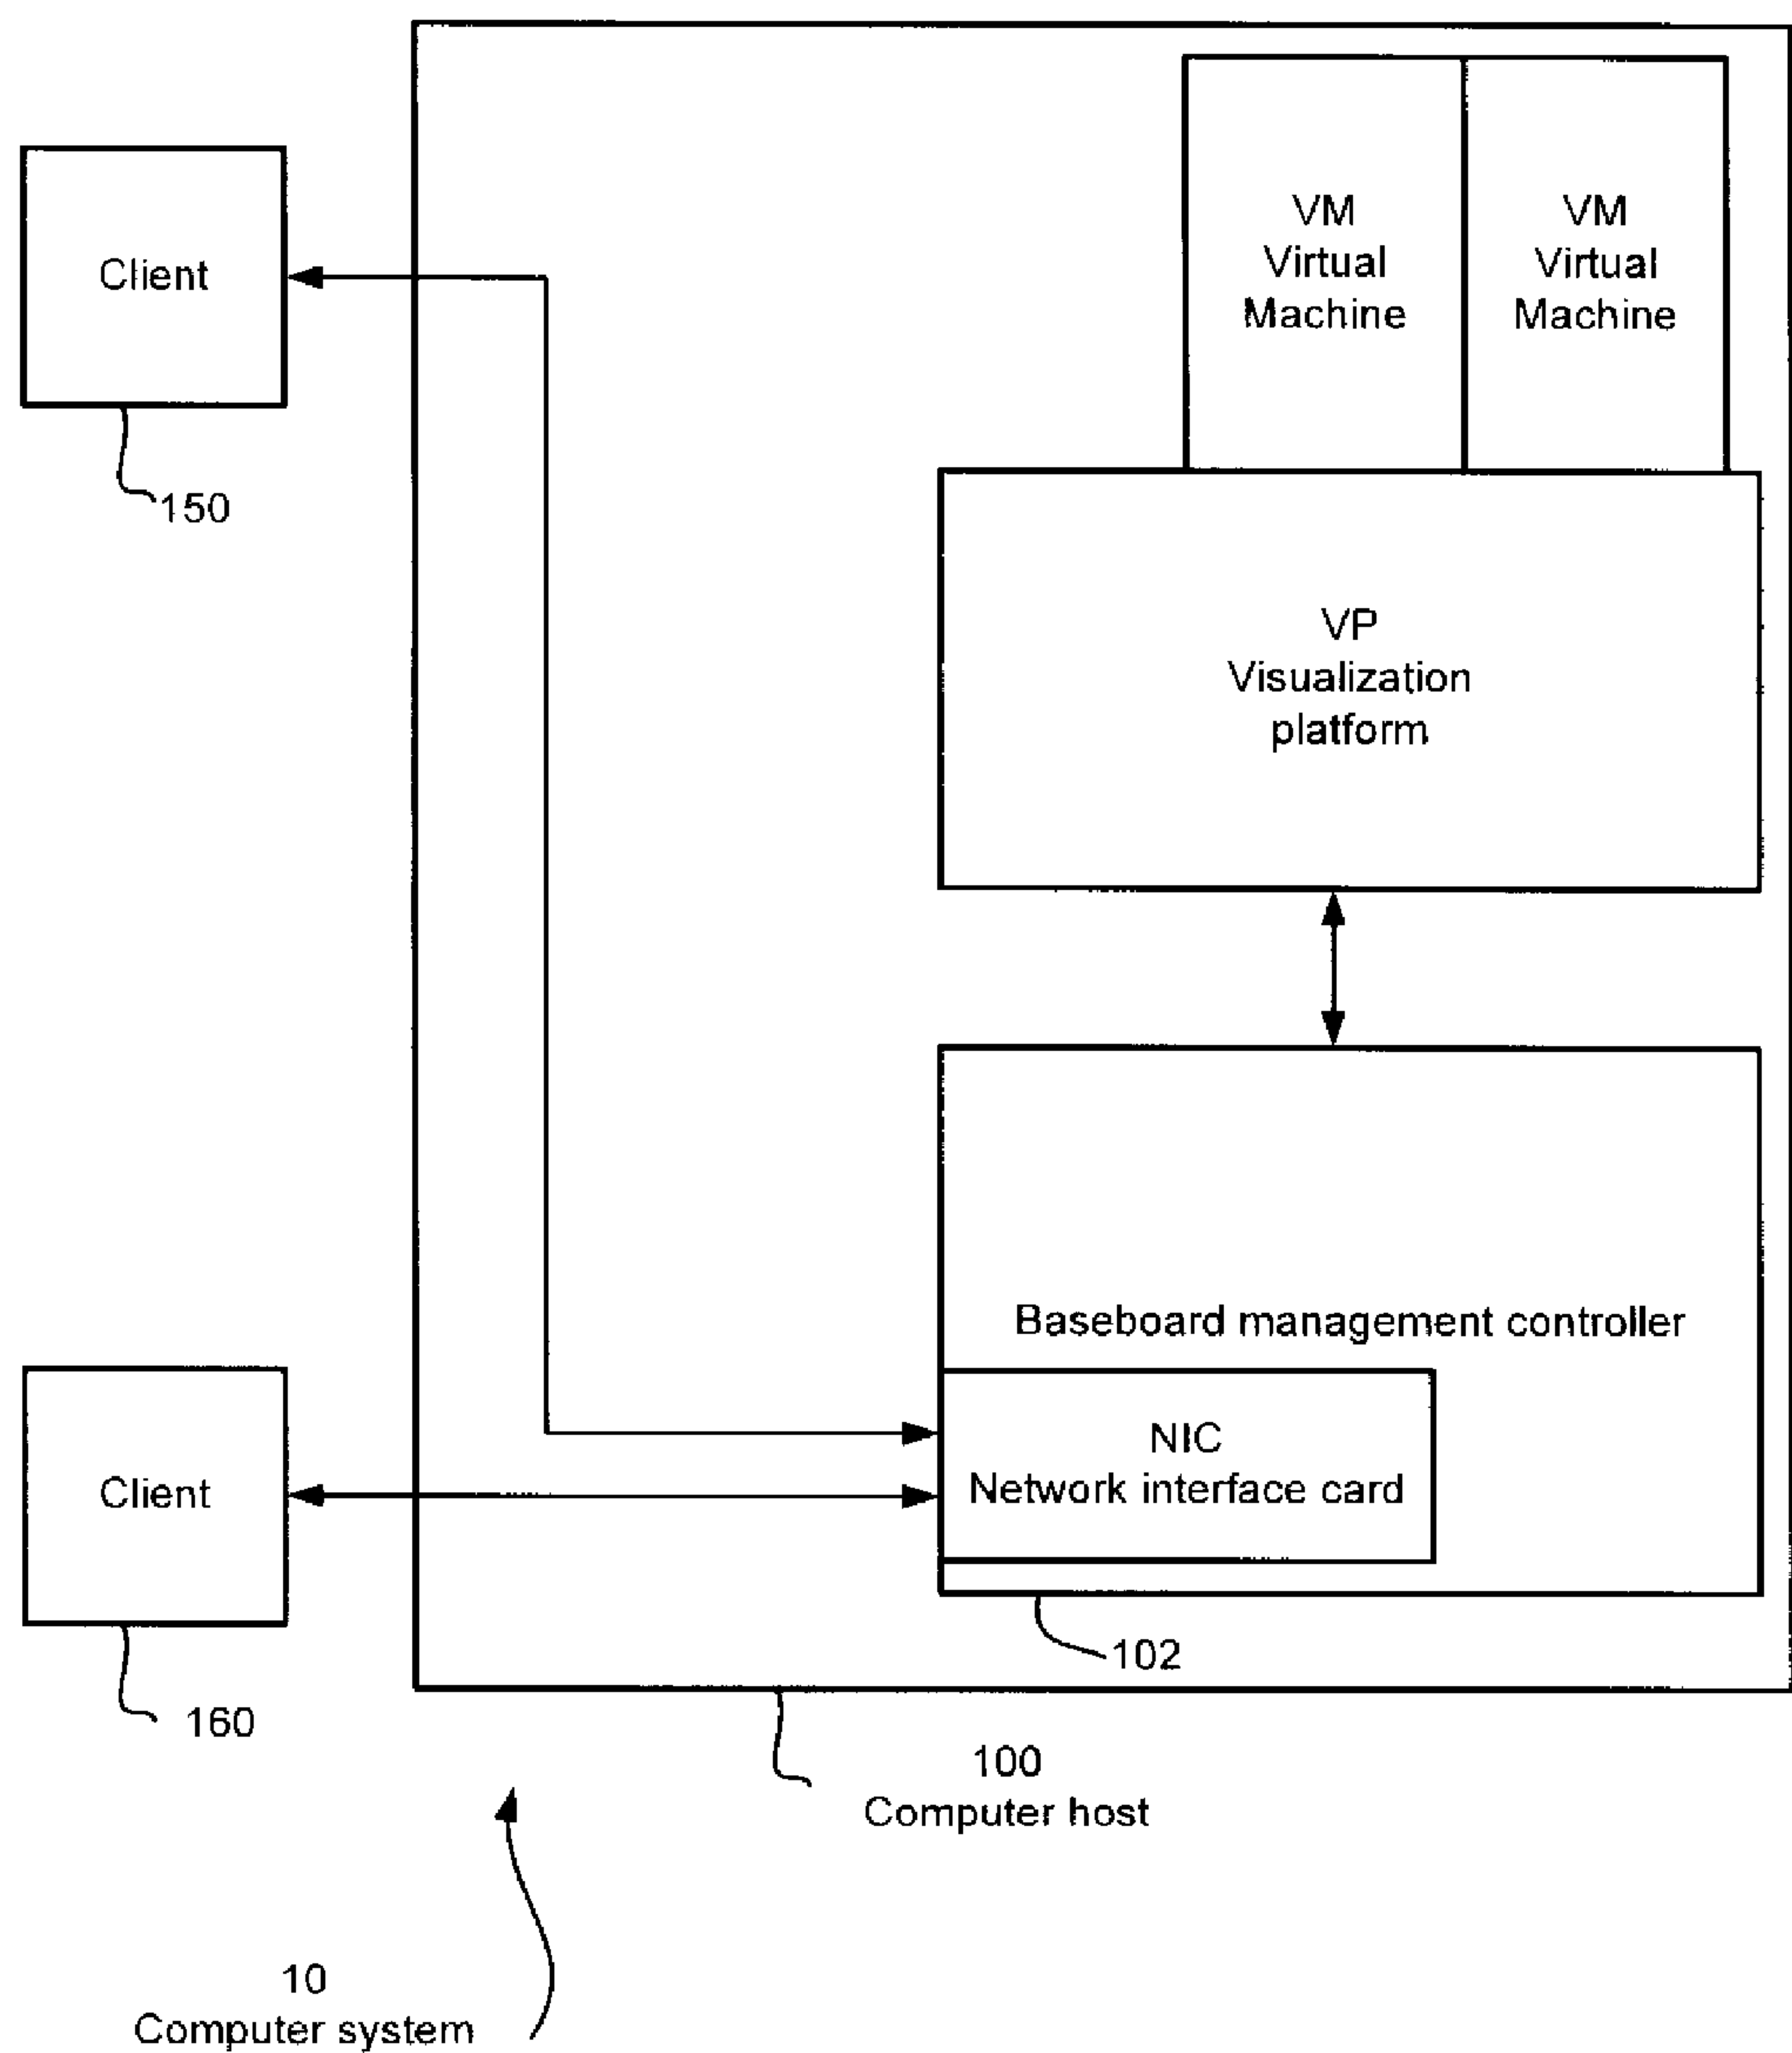 VM
Virtual
Machine
VM
Virtual
Machine
Client
150
VP
Visualization
platform
Baseboard management controller
NIC
Network interface card
Client
102
160
100
Computer host
10
Computer system